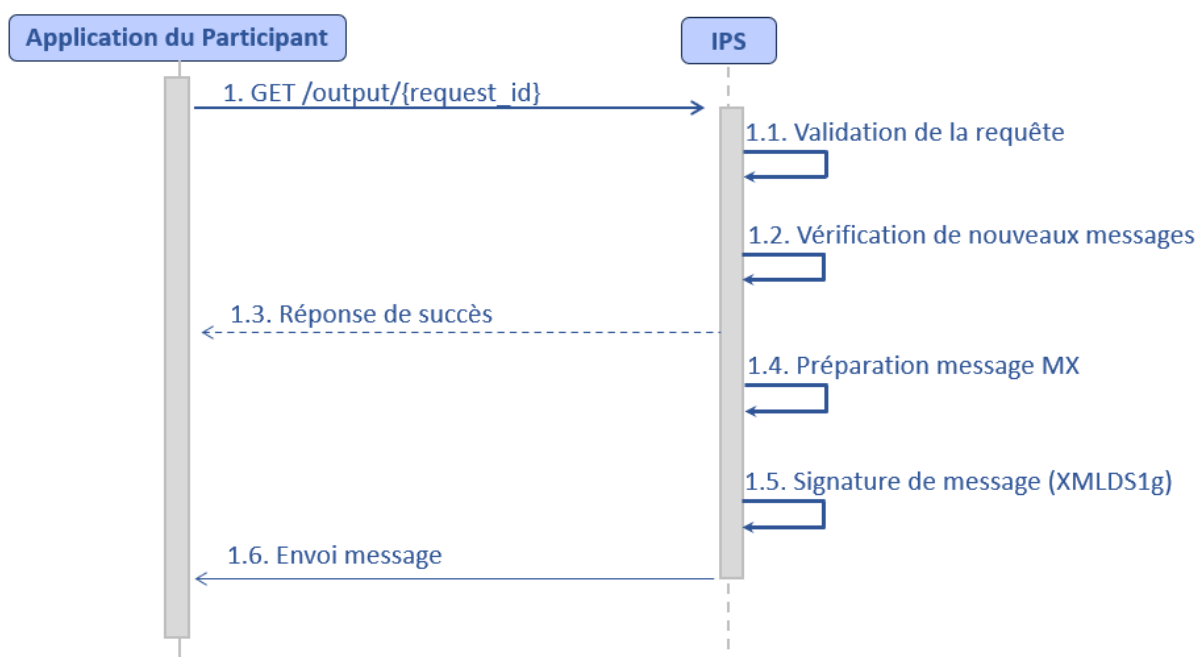 Application du Participant
IPS
1. GET /output/{request_id}
1.1. Validation de la requête
1.2. Vérification de nouveaux messages
1.3. Réponse de succès
1.4. Préparation message MX
1.5. Signature de message (XMLDS1g)
1.6. Envoi message